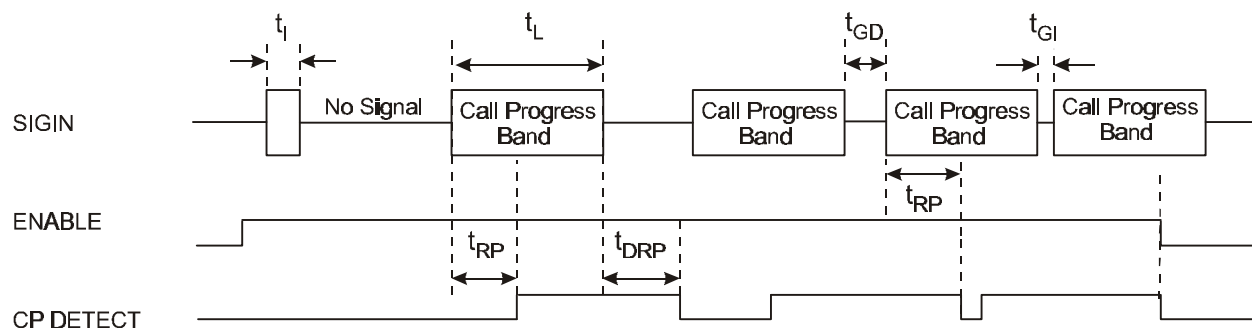 tI
tL
tGD
tGI
SIGIN
No Signal
Call Progress
Band
Call Progress
Band
Call Progress
Band
Call Progress
Band
tRP
ENABLE
tRP
tDRP
CP DETECT